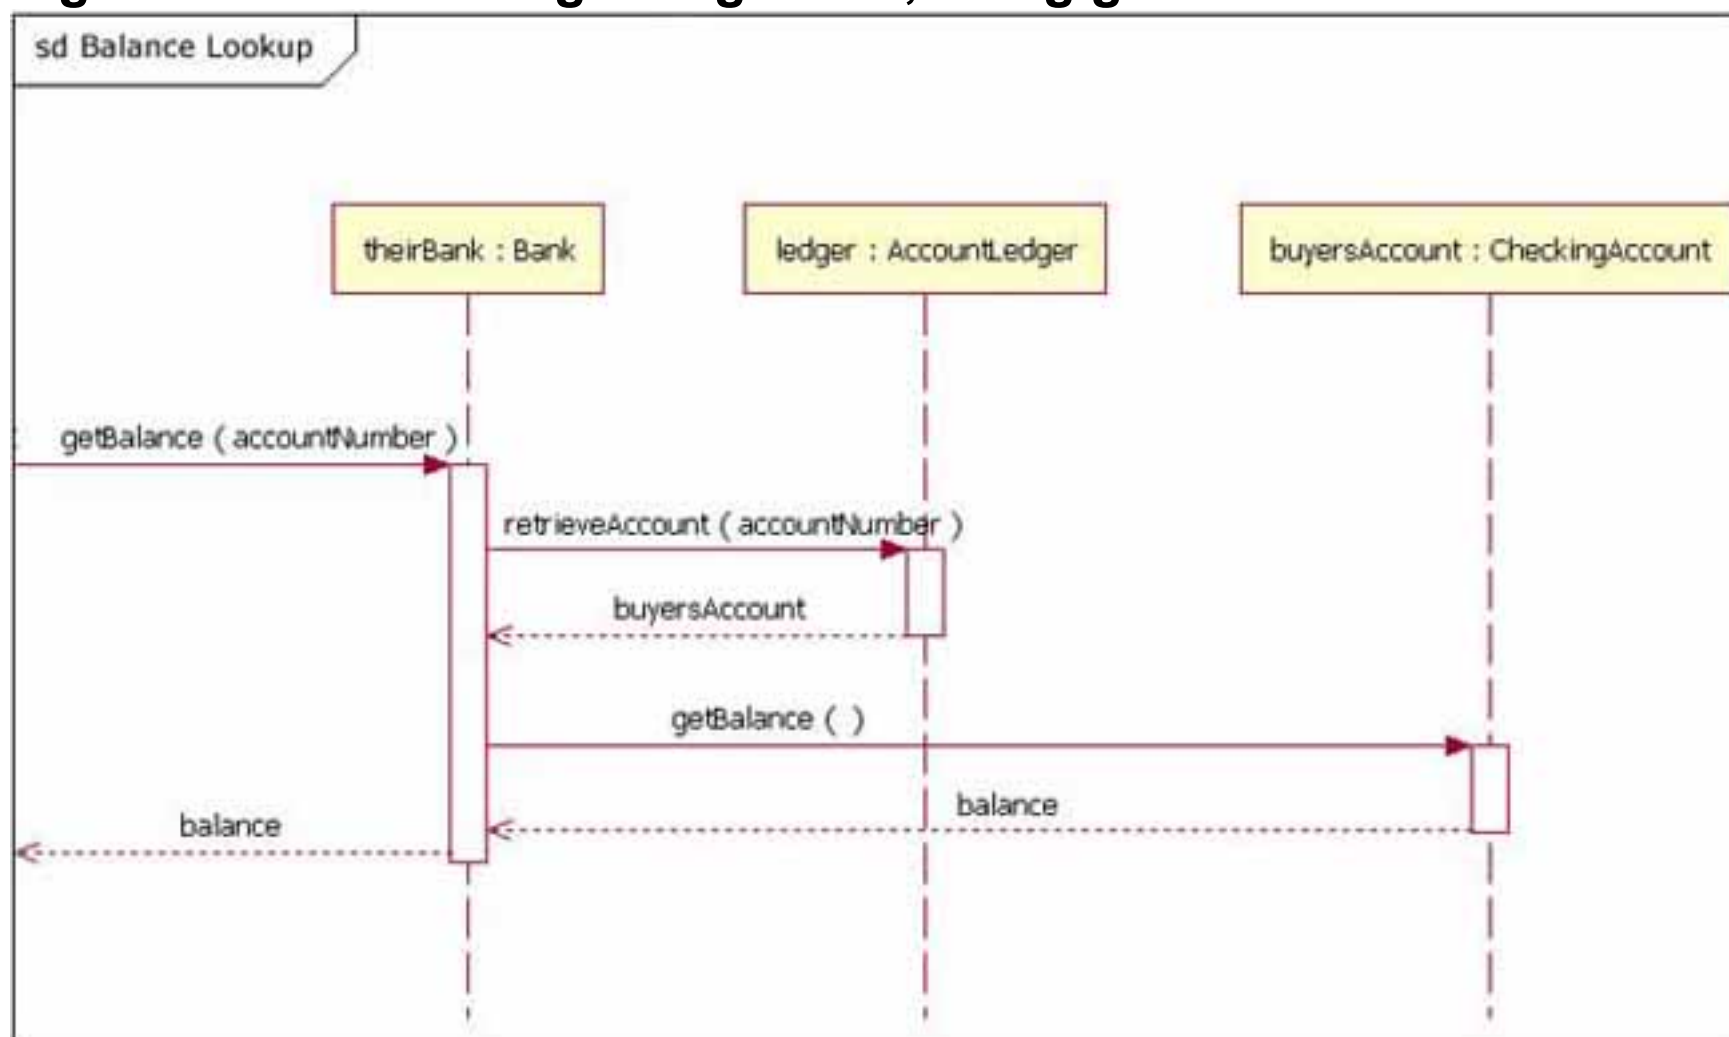 sd Balance Lookup
theirBank : Bank
ledger : AccountLedger
buyersAccount : CheckingAccount
getBalance ( accountNumber )
retrieveAccount ( accountNumber )
buyersAccount
getBalance ( )
balance
balance